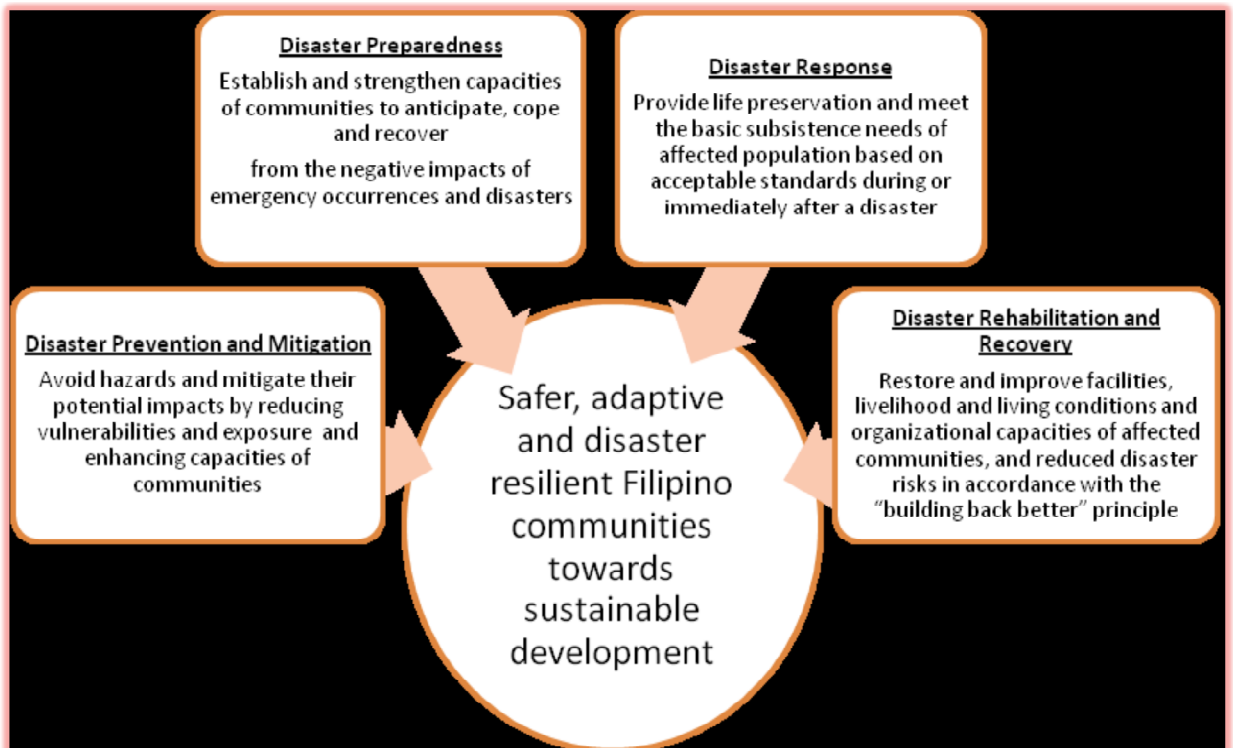 Disaster Preparedness
Establish and strengthen capacities
of communities to anticipate, cope
and recover
from the negative impacts of
emergency occurrences and disasters
Disaster Response
Provide life preservation and meet
the basic subsistence needs of
affected population based on
acceptable standards during or
immediately after a disaster
Disaster Prevention and Mitigation
Avoid hazards and mitigate their
potential impacts by reducing
vulnerabilities and exposure and
enhancing capacities of
communities
Disaster Rehabilitation and
Recovery
Restore and improve facilities,
livelihood and living conditions and
organizational capacities of affected
communities, and reduced disaster
risks in accordance with the
“building back better” principle
Safer, adaptive
and disaster
resilient Filipino
communities
towards
sustainable
development